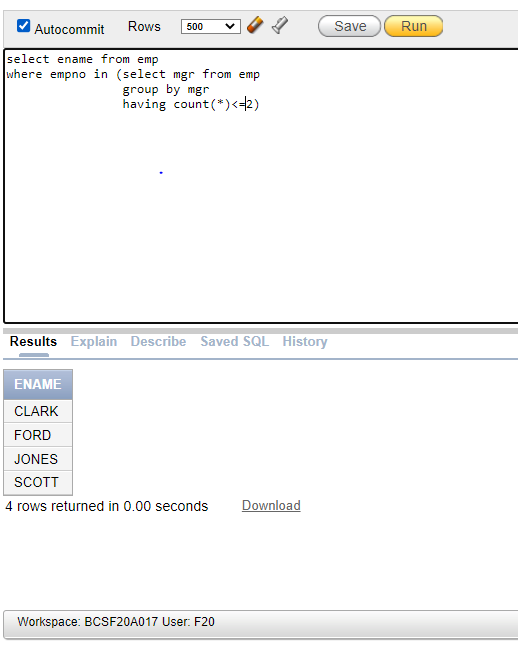 Autocommit Rows 500 Save Run
select ename from emp
where empno in (select mgr from emp
group by mgr
having count(*)<=2)
Results Explain Describe Saved SQL History
ENAME
CLARK
FORD
JONES
SCOTT
4 rows returned in 0.00 seconds Download
Workspace: BCSF20A017 User: F20